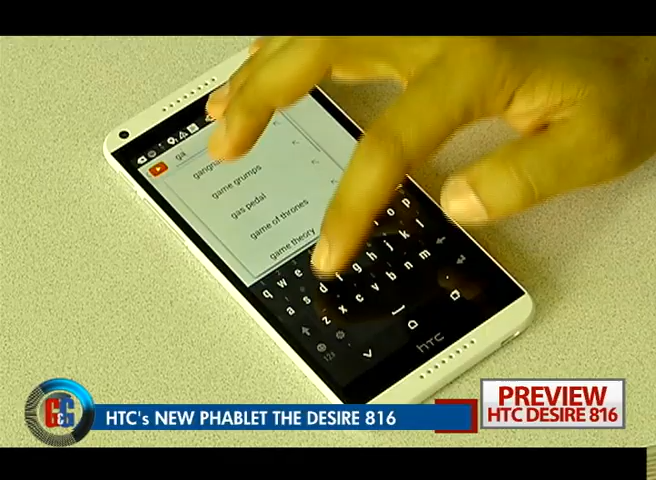 ga
game grumps
gas pedal
game of thrones
game theory
q w e i o p
a s d f g h j k l
z x c v b n m
123
hTC
G&G
HTC's NEW PHABLET THE DESIRE 816
PREVIEW
HTC DESIRE 816